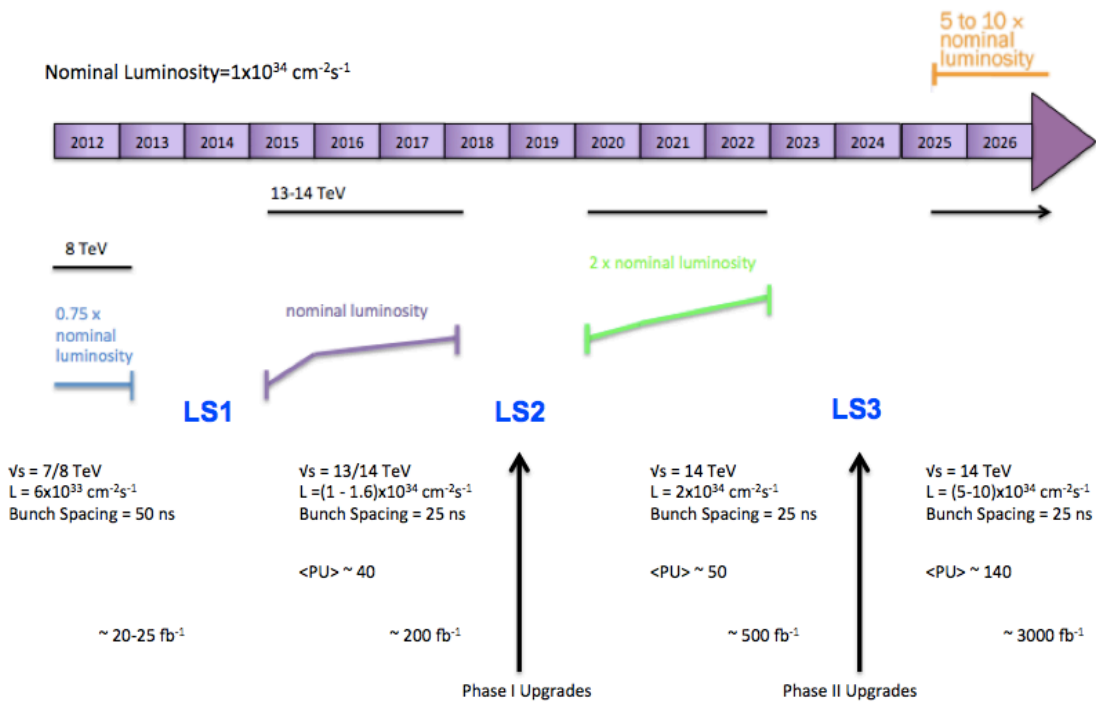 5 to 10 x
nominal
luminosity
Nominal Luminosity=1x10³⁴ cm⁻²s⁻¹
2012 2013 2014 2015 2016 2017 2018 2019 2020 2021 2022 2023 2024 2025 2026
13-14 TeV
8 TeV
2 x nominal luminosity
0.75 x
nominal
luminosity
nominal luminosity
LS1 LS2 LS3
√s = 7/8 TeV
L = 6x10³³ cm⁻²s⁻¹
Bunch Spacing = 50 ns
~ 20-25 fb⁻¹
√s = 13/14 TeV
L =(1 - 1.6)x10³⁴ cm⁻²s⁻¹
Bunch Spacing = 25 ns
<PU> ~ 40
~ 200 fb⁻¹
√s = 14 TeV
L = 2x10³⁴ cm⁻²s⁻¹
Bunch Spacing = 25 ns
<PU> ~ 50
~ 500 fb⁻¹
√s = 14 TeV
L = (5-10)x10³⁴ cm⁻²s⁻¹
Bunch Spacing = 25 ns
<PU> ~ 140
~ 3000 fb⁻¹
Phase I Upgrades
Phase II Upgrades